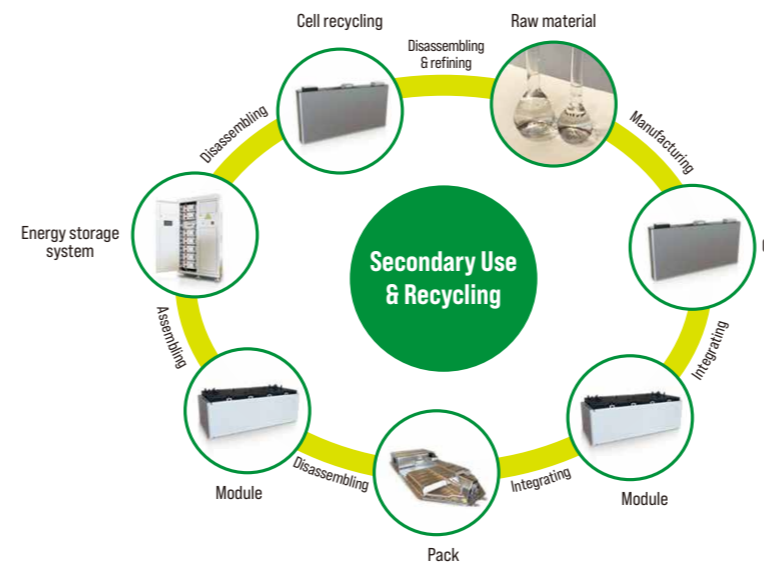 Cell recycling
Disassembling
& refining
Raw material
Manufacturing
Integrating
Module
Integrating
Pack
Disassembling
Module
Assembling
Energy storage
system
Disassembling
Secondary Use
& Recycling